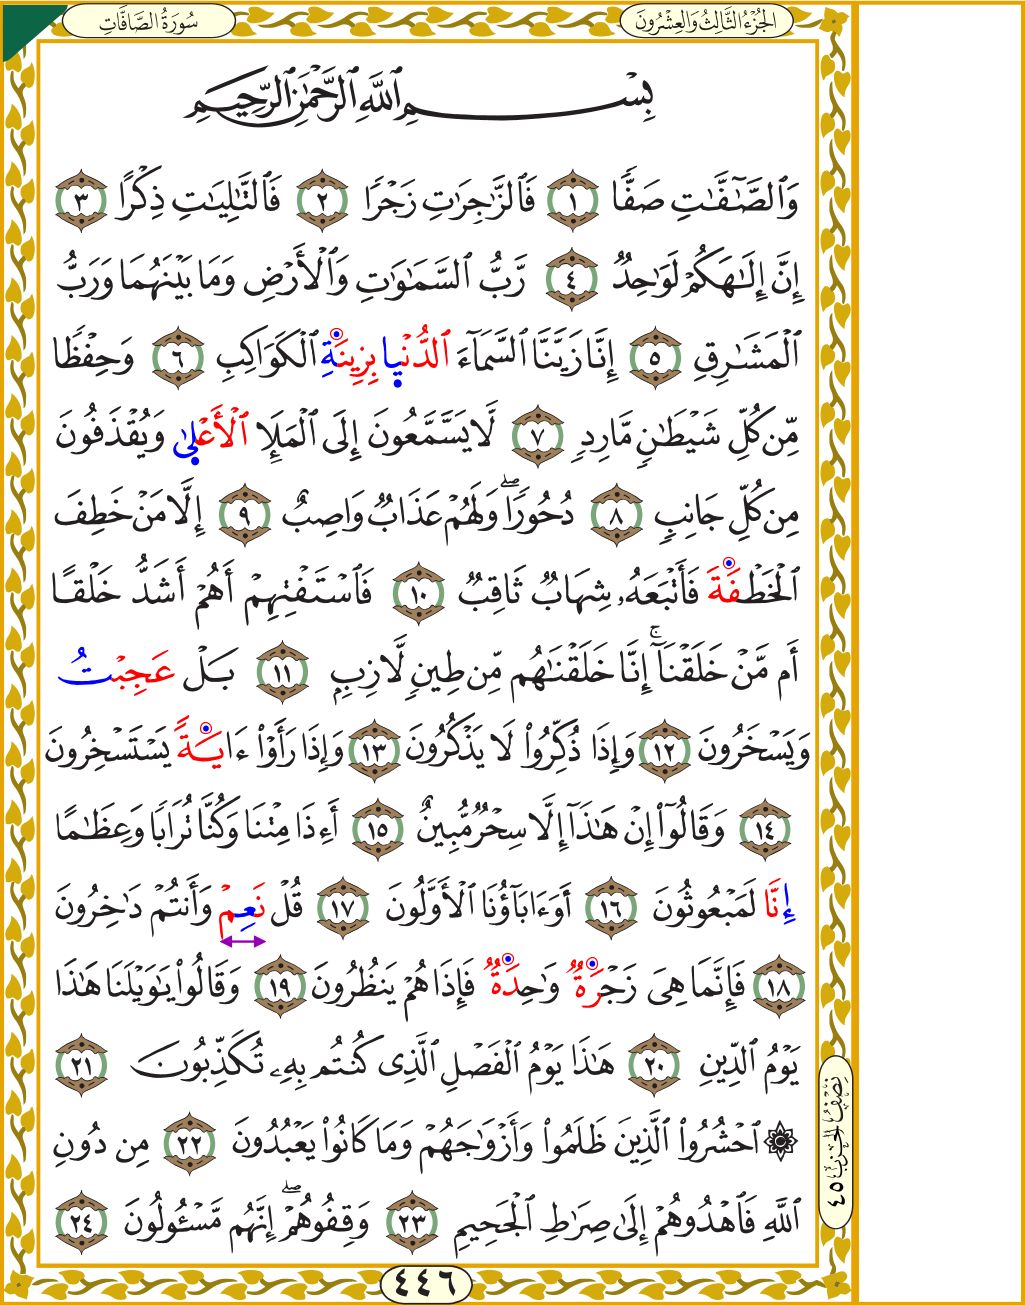 سُورَةُ الصَّافَّاتِ
الجُزْءُ الثَّالِثُ وَالعِشْرُونَ
بِسْمِ ٱللَّهِ ٱلرَّحْمَٰنِ ٱلرَّحِيمِ
وَٱلصَّٰٓفَّٰتِ صَفًّا ١ فَٱلزَّٰجِرَٰتِ زَجْرًا ٢ فَٱلتَّٰلِيَٰتِ ذِكْرًا ٣
إِنَّ إِلَٰهَكُمْ لَوَٰحِدٌ ٤ رَّبُّ ٱلسَّمَٰوَٰتِ وَٱلْأَرْضِ وَمَا بَيْنَهُمَا وَرَبُّ
ٱلْمَشَٰرِقِ ٥ إِنَّا زَيَّنَّا ٱلسَّمَآءَ ٱلدُّنْيَا بِزِينَةِ ٱلْكَوَاكِبِ ٦ وَحِفْظًا
مِّن كُلِّ شَيْطَٰنٍ مَّارِدٍ ٧ لَّا يَسَّمَّعُونَ إِلَى ٱلْمَلَإِ ٱلْأَعْلَىٰ وَيُقْذَفُونَ
مِن كُلِّ جَانِبٍ ٨ دُحُورًا ۖ وَلَهُمْ عَذَابٌ وَاصِبٌ ٩ إِلَّا مَنْ خَطِفَ
ٱلْخَطْفَةَ فَأَتْبَعَهُۥ شِهَابٌ ثَاقِبٌ ١٠ فَٱسْتَفْتِهِمْ أَهُمْ أَشَدُّ خَلْقًا
أَم مَّنْ خَلَقْنَآ ۚ إِنَّا خَلَقْنَٰهُم مِّن طِينٍ لَّازِبٍ ١١ بَلْ عَجِبْتُ
وَيَسْخَرُونَ ١٢ وَإِذَا ذُكِّرُوا۟ لَا يَذْكُرُونَ ١٣ وَإِذَا رَأَوْا۟ ءَايَةً يَسْتَسْخِرُونَ
١٤ وَقَالُوٓا۟ إِنْ هَٰذَآ إِلَّا سِحْرٌ مُّبِينٌ ١٥ أَءِذَا مِتْنَا وَكُنَّا تُرَابًا وَعِظَٰمًا
إِنَّا لَمَبْعُوثُونَ ١٦ أَوَءَابَآؤُنَا ٱلْأَوَّلُونَ ١٧ قُلْ نَعِمْ وَأَنتُمْ دَٰخِرُونَ
١٨ فَإِنَّمَا هِىَ زَجْرَةٌ وَٰحِدَةٌ فَإِذَا هُمْ يَنظُرُونَ ١٩ وَقَالُوا۟ يَٰوَيْلَنَا هَٰذَا
يَوْمُ ٱلدِّينِ ٢٠ هَٰذَا يَوْمُ ٱلْفَصْلِ ٱلَّذِى كُنتُم بِهِۦ تُكَذِّبُونَ ٢١
۞ ٱحْشُرُوا۟ ٱلَّذِينَ ظَلَمُوا۟ وَأَزْوَٰجَهُمْ وَمَا كَانُوا۟ يَعْبُدُونَ ٢٢ مِن دُونِ
ٱللَّهِ فَٱهْدُوهُمْ إِلَىٰ صِرَٰطِ ٱلْجَحِيمِ ٢٣ وَقِفُوهُمْ ۖ إِنَّهُم مَّسْـُٔولُونَ ٢٤
نِصْفُ الحِزْبِ ٤٥
٤٤٦